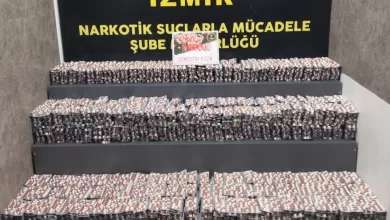 İZMİR
NARKOTİK SUÇLARLA MÜCADELE
ŞUBE MÜDÜRLÜĞÜ